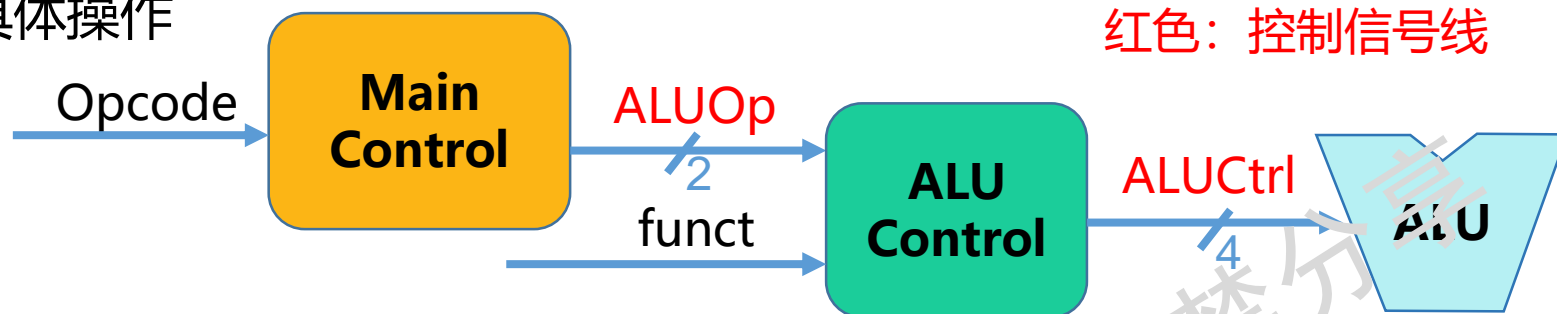 具体操作
红色：控制信号线
Opcode
Main
Control
ALUOp
2
funct
ALU
Control
ALUCtrl
4
ALU